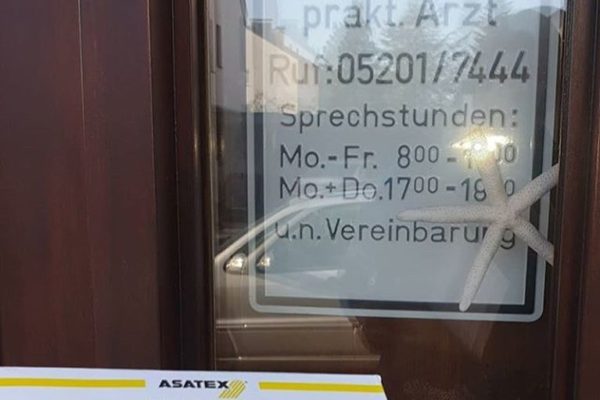 prakt. Arzt
Ruf: 05201/7444
Sprechstunden:
Mo.-Fr. 8⁰⁰ -
Mo.+Do. 17⁰⁰ -
u.n. Vereinbarung
ASATEX